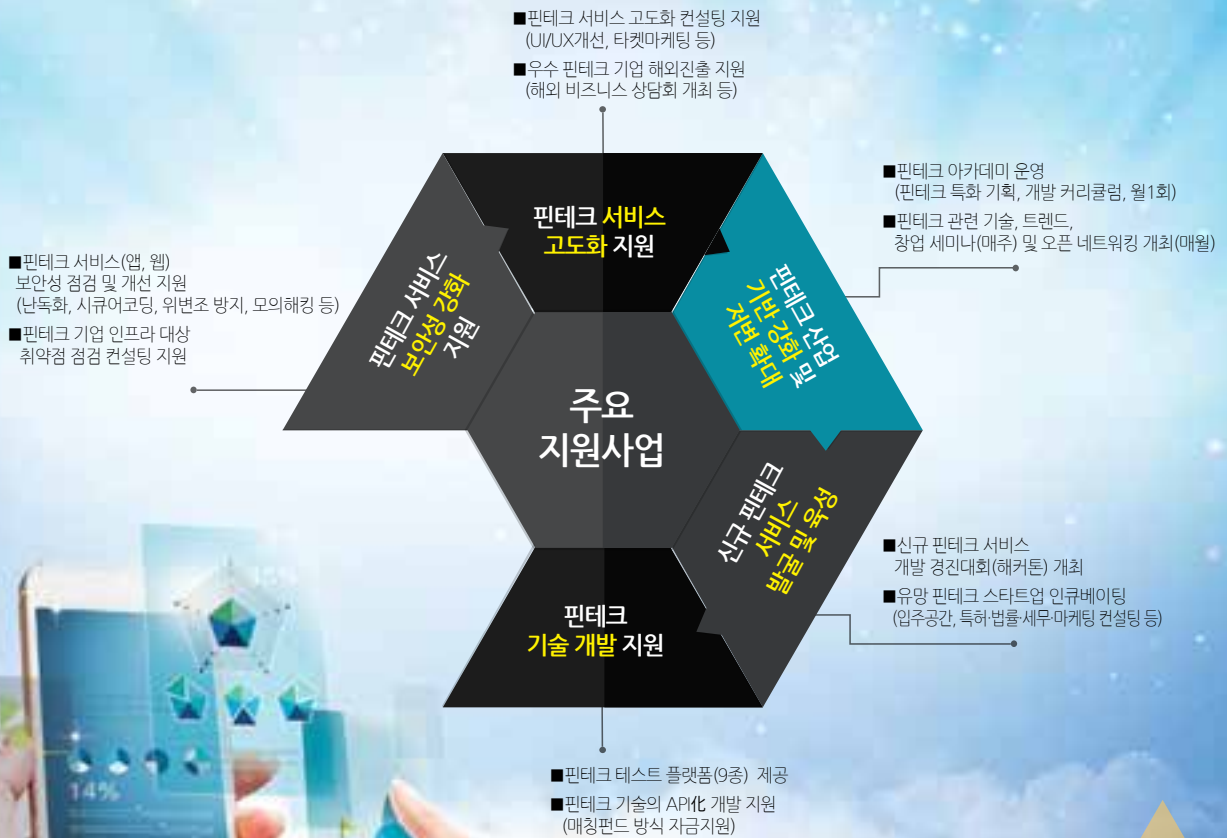 ■핀테크 서비스 고도화 컨설팅 지원
(UI/UX개선, 타켓마케팅 등)
■우수 핀테크 기업 해외진출 지원
(해외 비즈니스 상담회 개최 등)
핀테크 서비스
고도화 지원
■핀테크 아카데미 운영
(핀테크 특화 기획, 개발 커리큘럼, 월1회)
■핀테크 관련 기술, 트렌드,
창업 세미나(매주) 및 오픈 네트워킹 개최(매월)
핀테크 산업
기반 강화 및
저변 확대
■핀테크 서비스(앱, 웹)
보안성 점검 및 개선 지원
(난독화, 시큐어코딩, 위변조 방지, 모의해킹 등)
■핀테크 기업 인프라 대상
취약점 점검 컨설팅 지원
핀테크 서비스
보안성 강화
지원
주요
지원사업
신규 핀테크
서비스
발굴 및 육성
■신규 핀테크 서비스
개발 경진대회(해커톤) 개최
■유망 핀테크 스타트업 인큐베이팅
(입주공간, 특허·법률·세무·마케팅 컨설팅 등)
핀테크
기술 개발 지원
■핀테크 테스트 플랫폼(9종) 제공
■핀테크 기술의 API化 개발 지원
(매칭펀드 방식 자금지원)
15%
14%